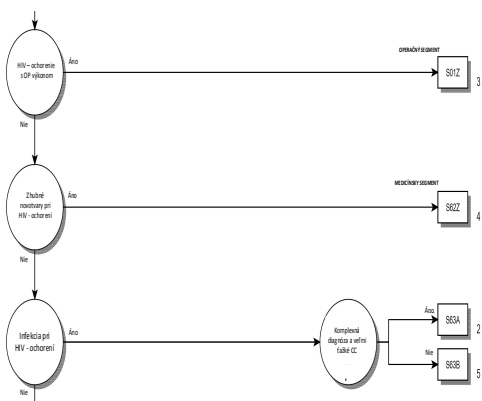 OPERAČNÝ SEGMENT
HIV – ochorenie
s OP výkonom
Áno
S01Z
3
Nie
MEDICÍNSKY SEGMENT
Zhubné
novotvary pri
HIV - ochorení
Áno
S62Z
4
Nie
Infekcia pri
HIV - ochorení
Áno
Komplexná
diagnóza a veľmi
ťažké CC
Áno
S63A
2
Nie
S63B
5
Nie